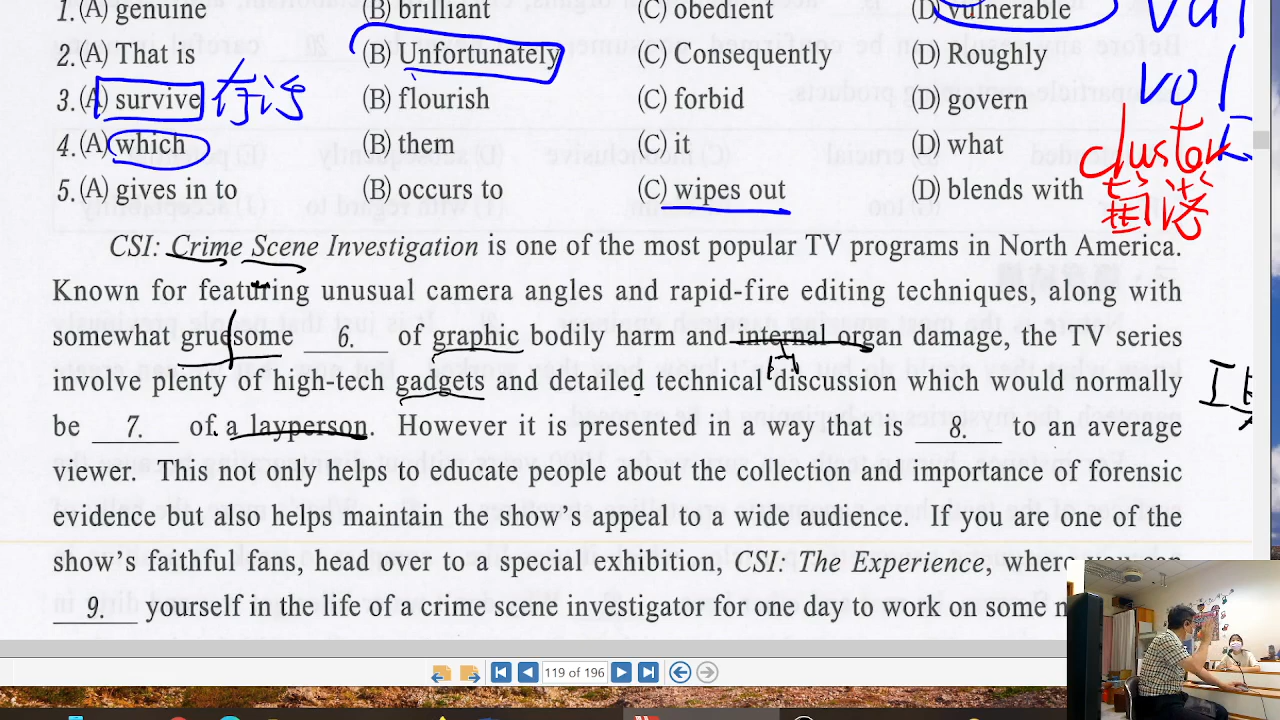 1. (A) genuine (B) brilliant (C) obedient (D) vulnerable
val
2. (A) That is (B) Unfortunately (C) Consequently (D) Roughly
vol
3. (A) survive 存活 (B) flourish (C) forbid (D) govern
4. (A) which (B) them (C) it (D) what
5. (A) gives in to (B) occurs to (C) wipes out (D) blends with
CSI: Crime Scene Investigation is one of the most popular TV programs in North America.
Known for featuring unusual camera angles and rapid-fire editing techniques, along with
somewhat gruesome 6. of graphic bodily harm and internal organ damage, the TV series
involve plenty of high-tech gadgets and detailed technical discussion which would normally
be 7. of a layperson. However it is presented in a way that is 8. to an average
viewer. This not only helps to educate people about the collection and importance of forensic
evidence but also helps maintain the show's appeal to a wide audience. If you are one of the
show's faithful fans, head over to a special exhibition, CSI: The Experience, where
9. yourself in the life of a crime scene investigator for one day to work on some
119 of 196